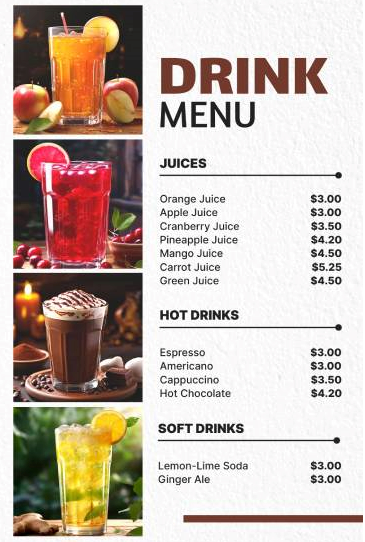 DRINK
MENU
JUICES
Orange Juice $3.00
Apple Juice $3.00
Cranberry Juice $3.50
Pineapple Juice $4.20
Mango Juice $4.50
Carrot Juice $5.25
Green Juice $4.50
HOT DRINKS
Espresso $3.00
Americano $3.00
Cappuccino $3.50
Hot Chocolate $4.20
SOFT DRINKS
Lemon-Lime Soda $3.00
Ginger Ale $3.00